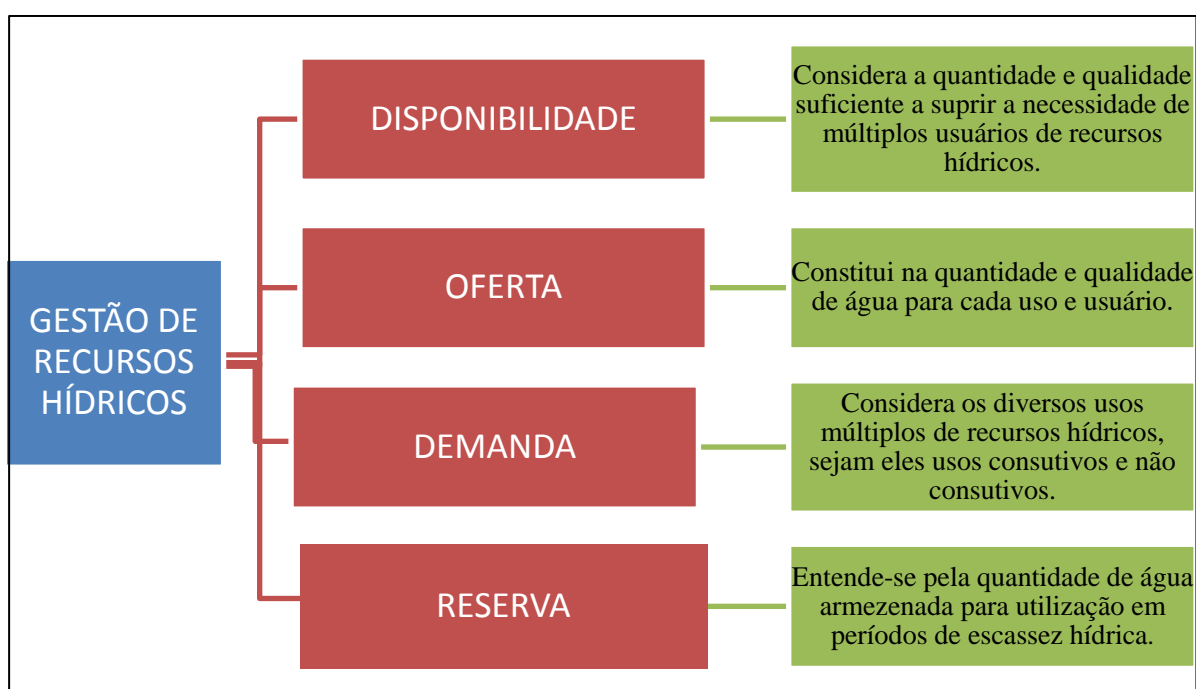 GESTÃO DE
RECURSOS
HÍDRICOS
DISPONIBILIDADE
Considera a quantidade e qualidade
suficiente a suprir a necessidade de
múltiplos usuários de recursos
hídricos.
OFERTA
Constitui na quantidade e qualidade
de água para cada uso e usuário.
DEMANDA
Considera os diversos usos
múltiplos de recursos hídricos,
sejam eles usos consutivos e não
consutivos.
RESERVA
Entende-se pela quantidade de água
armezenada para utilização em
períodos de escassez hídrica.